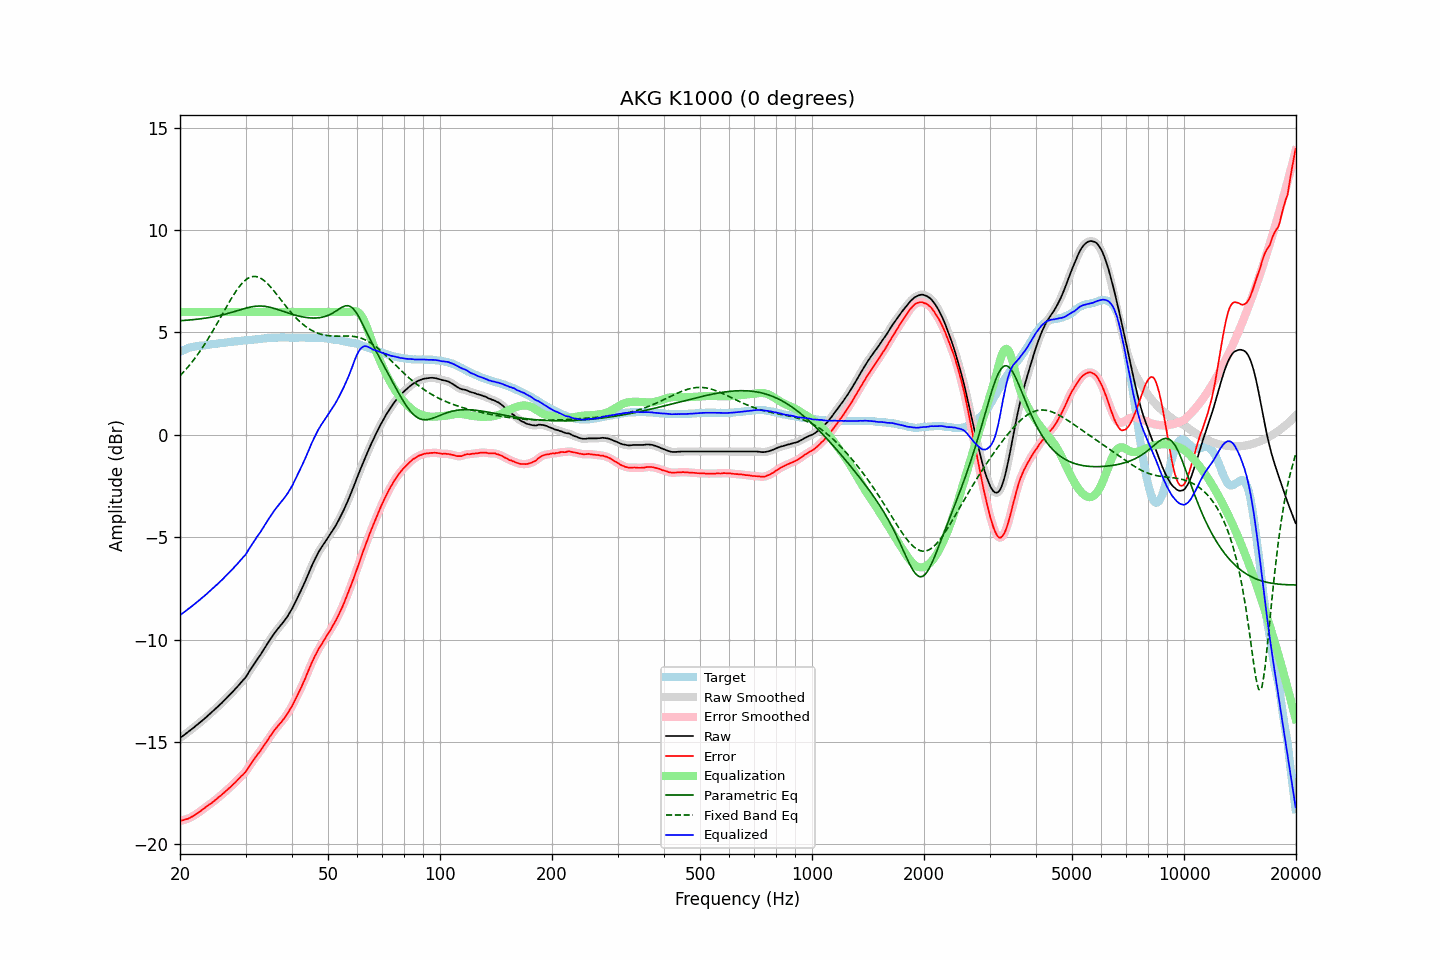 AKG K1000 (0 degrees)
15
10
5
0
−5
−10
−15
−20
Amplitude (dBr)
Target
Raw Smoothed
Error Smoothed
Raw
Error
Equalization
Parametric Eq
Fixed Band Eq
Equalized
20 50 100 200 500 1000 2000 5000 10000 20000
Frequency (Hz)